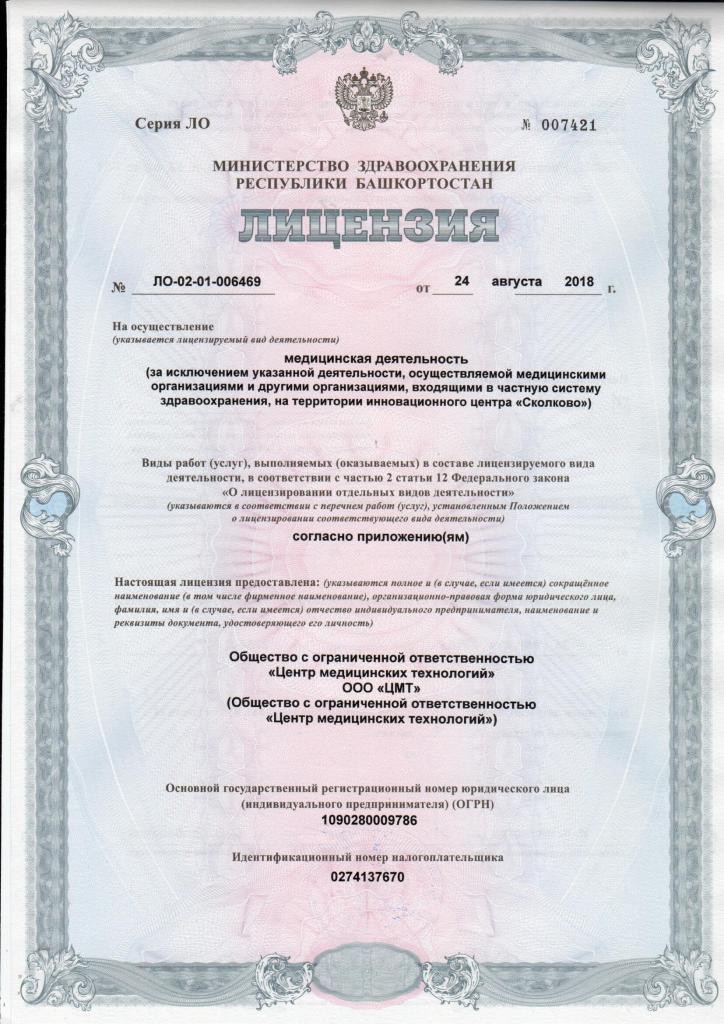 Серия ЛО
№ 007421
МИНИСТЕРСТВО ЗДРАВООХРАНЕНИЯ
РЕСПУБЛИКИ БАШКОРТОСТАН
ЛИЦЕНЗИЯ
№ ЛО-02-01-006469 от 24 августа 2018 г.
На осуществление
(указывается лицензируемый вид деятельности)
медицинская деятельность
(за исключением указанной деятельности, осуществляемой медицинскими
организациями и другими организациями, входящими в частную систему
здравоохранения, на территории инновационного центра «Сколково»)
Виды работ (услуг), выполняемых (оказываемых) в составе лицензируемого вида
деятельности, в соответствии с частью 2 статьи 12 Федерального закона
«О лицензировании отдельных видов деятельности»
(указываются в соответствии с перечнем работ (услуг), установленным Положением
о лицензировании соответствующего вида деятельности)
согласно приложению(ям)
Настоящая лицензия предоставлена: (указываются полное и (в случае, если имеется) сокращённое
наименование (в том числе фирменное наименование), организационно-правовая форма юридического лица,
фамилия, имя и (в случае, если имеется) отчество индивидуального предпринимателя, наименование и
реквизиты документа, удостоверяющего его личность)
Общество с ограниченной ответственностью
«Центр медицинских технологий»
ООО «ЦМТ»
(Общество с ограниченной ответственностью
«Центр медицинских технологий»)
Основной государственный регистрационный номер юридического лица
(индивидуального предпринимателя) (ОГРН)
1090280009786
Идентификационный номер налогоплательщика
0274137670